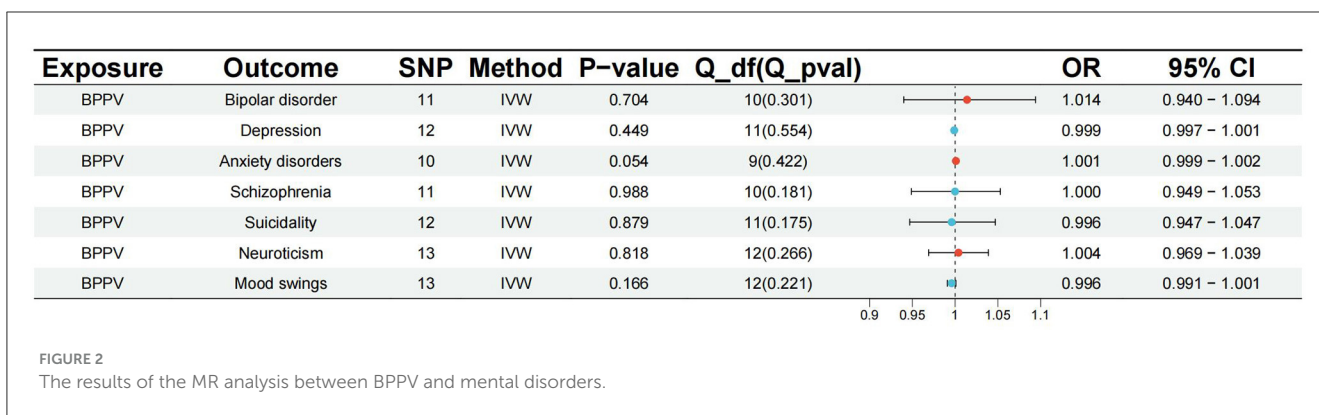 Exposure Outcome SNP Method P−value Q_df(Q_pval) OR 95% CI
BPPV Bipolar disorder 11 IVW 0.704 10(0.301) 1.014 0.940 − 1.094
BPPV Depression 12 IVW 0.449 11(0.554) 0.999 0.997 − 1.001
BPPV Anxiety disorders 10 IVW 0.054 9(0.422) 1.001 0.999 − 1.002
BPPV Schizophrenia 11 IVW 0.988 10(0.181) 1.000 0.949 − 1.053
BPPV Suicidality 12 IVW 0.879 11(0.175) 0.996 0.947 − 1.047
BPPV Neuroticism 13 IVW 0.818 12(0.266) 1.004 0.969 − 1.039
BPPV Mood swings 13 IVW 0.166 12(0.221) 0.996 0.991 − 1.001
0.9 0.95 1 1.05 1.1
FIGURE 2
The results of the MR analysis between BPPV and mental disorders.